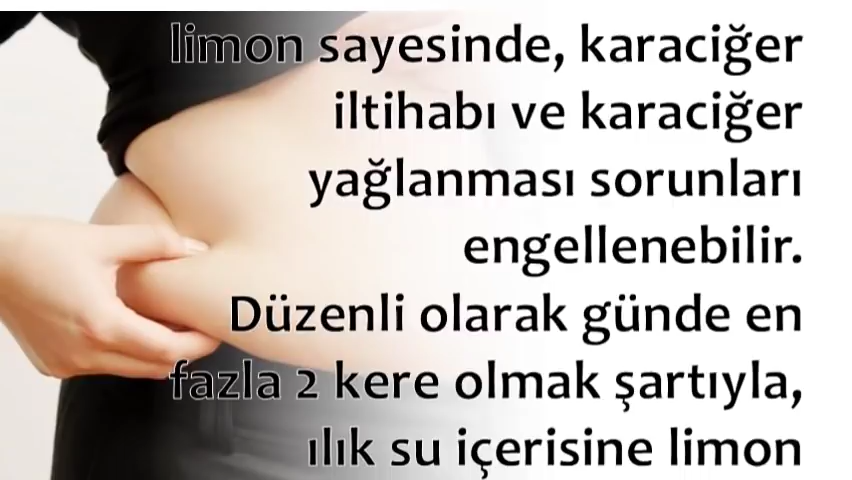 limon sayesinde, karaciğer
iltihabı ve karaciğer
yağlanması sorunları
engellenebilir.
Düzenli olarak günde en
fazla 2 kere olmak şartıyla,
ılık su içerisine limon